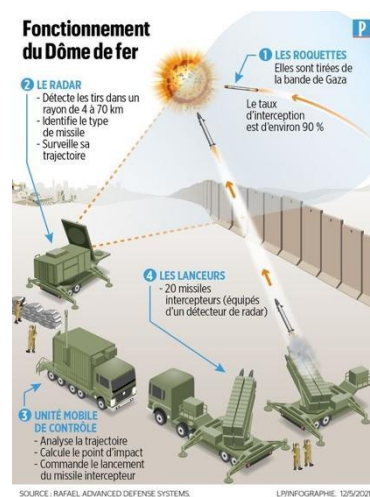 Fonctionnement
du Dôme de fer
P
1 LES ROQUETTES
Elles sont tirées de
la bande de Gaza
Le taux
d'interception
est d'environ 90 %
2 LE RADAR
- Détecte les tirs dans un
rayon de 4 à 70 km
- Identifie le type
de missile
- Surveille sa
trajectoire
4 LES LANCEURS
- 20 missiles
intercepteurs (équipés
d'un détecteur de radar)
3 UNITÉ MOBILE
DE CONTRÔLE
- Analyse la trajectoire
- Calcule le point d'impact
- Commande le lancement
du missile intercepteur
SOURCE : RAFAEL ADVANCED DEFENSE SYSTEMS.
LP/INFOGRAPHIE. 12/5/2021